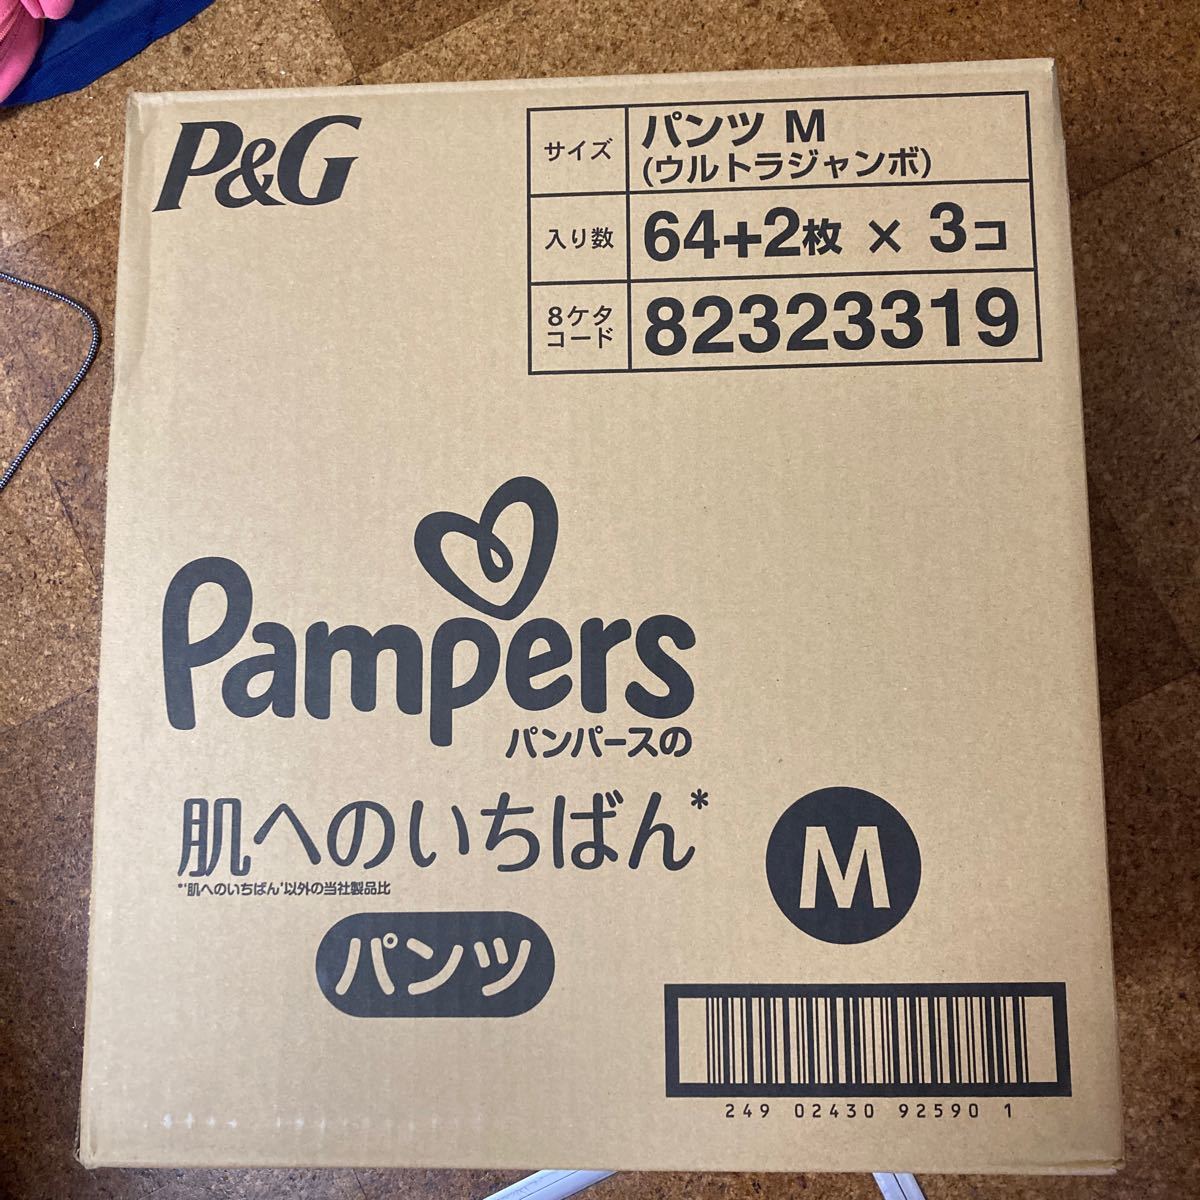 P&G
サイズ パンツ M
(ウルトラジャンボ)
入り数 64+2枚 × 3コ
8ケタ
コード 82323319
Pampers
パンパースの
肌へのいちばん*
*"肌へのいちばん"以外の当社製品比
パンツ
M
249 02430 92590 1